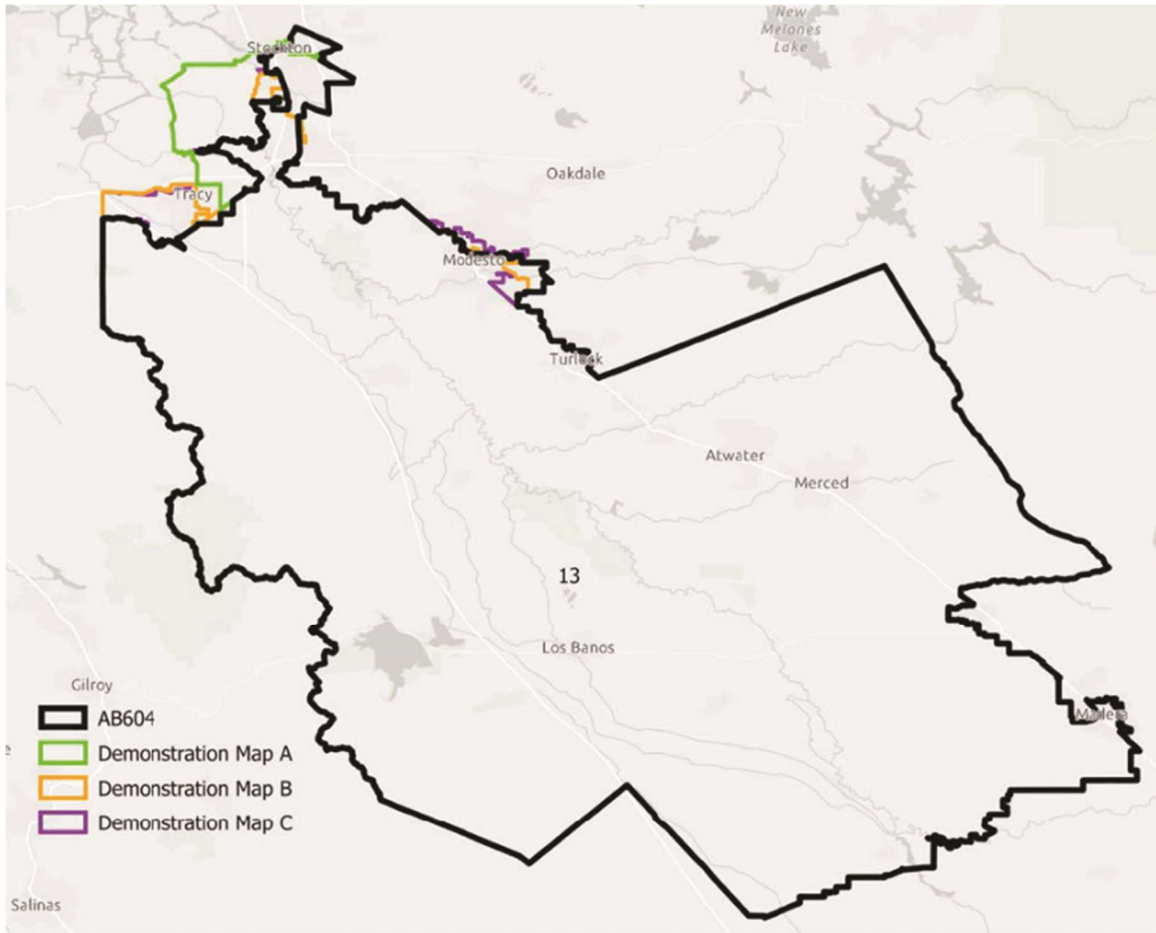 New
Melones
Lake
Stockton
Oakdale
Tracy
Modesto
Turlock
Atwater
Merced
13
Los Banos
Gilroy
Madera
AB604
Demonstration Map A
e
Demonstration Map B
Demonstration Map C
Salinas